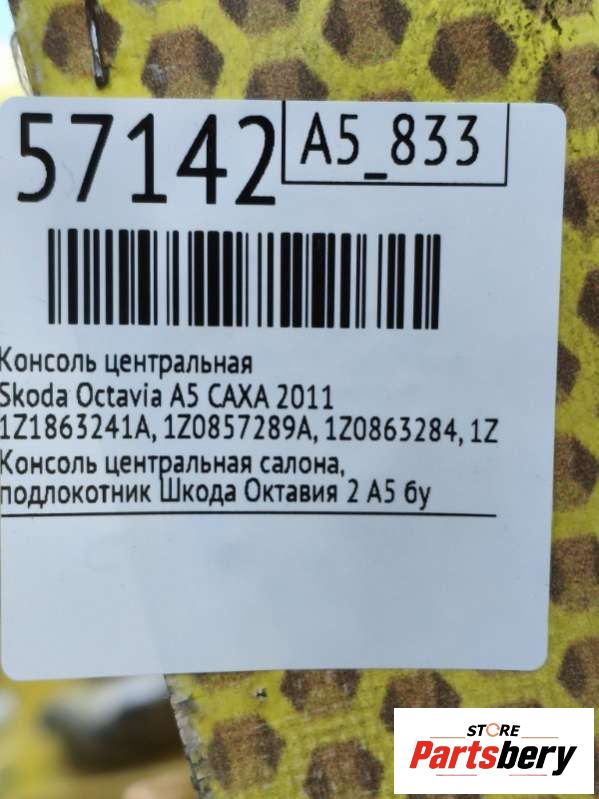 57142
A5_833
Консоль центральная
Skoda Octavia A5 CAXA 2011
1Z1863241A, 1Z0857289A, 1Z0863284, 1Z
Консоль центральная салона,
подлокотник Шкода Октавия 2 А5 бу
STORE
Partsbery